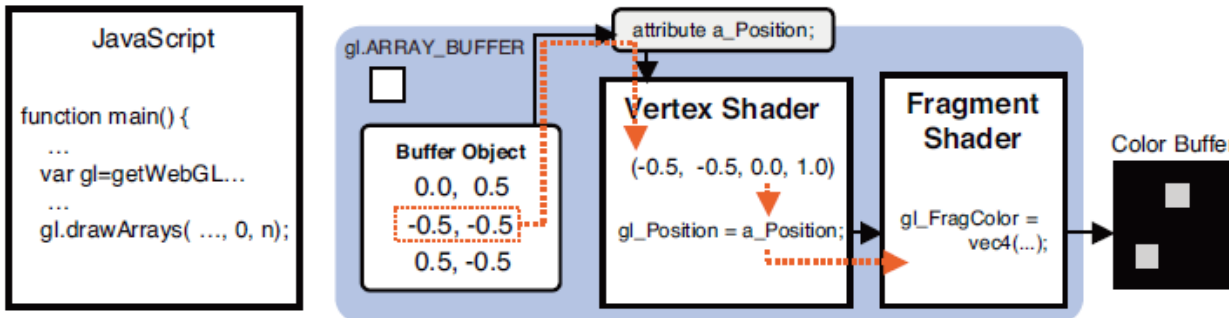 JavaScript
function main() {
...
var gl=getWebGL...
...
gl.drawArrays( ..., 0, n);
gl.ARRAY_BUFFER
attribute a_Position;
Buffer Object
0.0, 0.5
-0.5, -0.5
0.5, -0.5
Vertex Shader
(-0.5, -0.5, 0.0, 1.0)
gl_Position = a_Position;
Fragment
Shader
gl_FragColor =
vec4(...);
Color Buffer